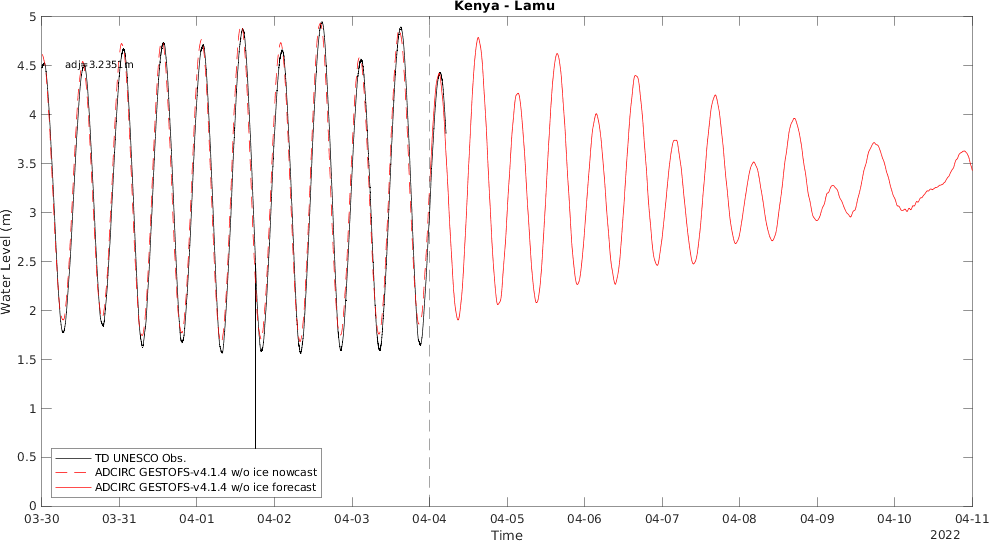 Kenya - Lamu
Water Level (m)
5
4.5
4
3.5
3
2.5
2
1.5
1
0.5
0
adj=3.2351m
TD UNESCO Obs.
ADCIRC GESTOFS-v4.1.4 w/o ice nowcast
ADCIRC GESTOFS-v4.1.4 w/o ice forecast
03-30 03-31 04-01 04-02 04-03 04-04 04-05 04-06 04-07 04-08 04-09 04-10 04-11
Time
2022